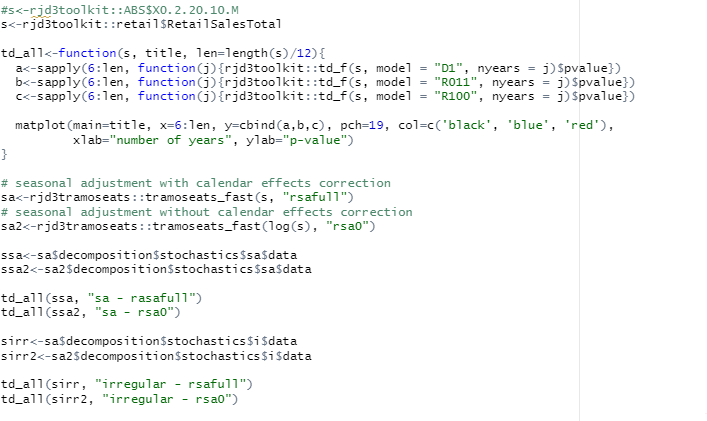 #s<-rjd3toolkit::ABS$X0.2.20.10.M
s<-rjd3toolkit::retail$RetailSalesTotal
td_all<-function(s, title, len=length(s)/12){
a<-sapply(6:len, function(j){rjd3toolkit::td_f(s, model = "D1", nyears = j)$pvalue})
b<-sapply(6:len, function(j){rjd3toolkit::td_f(s, model = "R011", nyears = j)$pvalue})
c<-sapply(6:len, function(j){rjd3toolkit::td_f(s, model = "R100", nyears = j)$pvalue})
matplot(main=title, x=6:len, y=cbind(a,b,c), pch=19, col=c('black', 'blue', 'red'),
xlab="number of years", ylab="p-value")
}
# seasonal adjustment with calendar effects correction
sa<-rjd3tramoseats::tramoseats_fast(s, "rsafull")
# seasonal adjustment without calendar effects correction
sa2<-rjd3tramoseats::tramoseats_fast(log(s), "rsa0")
ssa<-sa$decomposition$stochastics$sa$data
ssa2<-sa2$decomposition$stochastics$sa$data
td_all(ssa, "sa - rasafull")
td_all(ssa2, "sa - rsa0")
sirr<-sa$decomposition$stochastics$i$data
sirr2<-sa2$decomposition$stochastics$i$data
td_all(sirr, "irregular - rsafull")
td_all(sirr2, "irregular - rsa0")